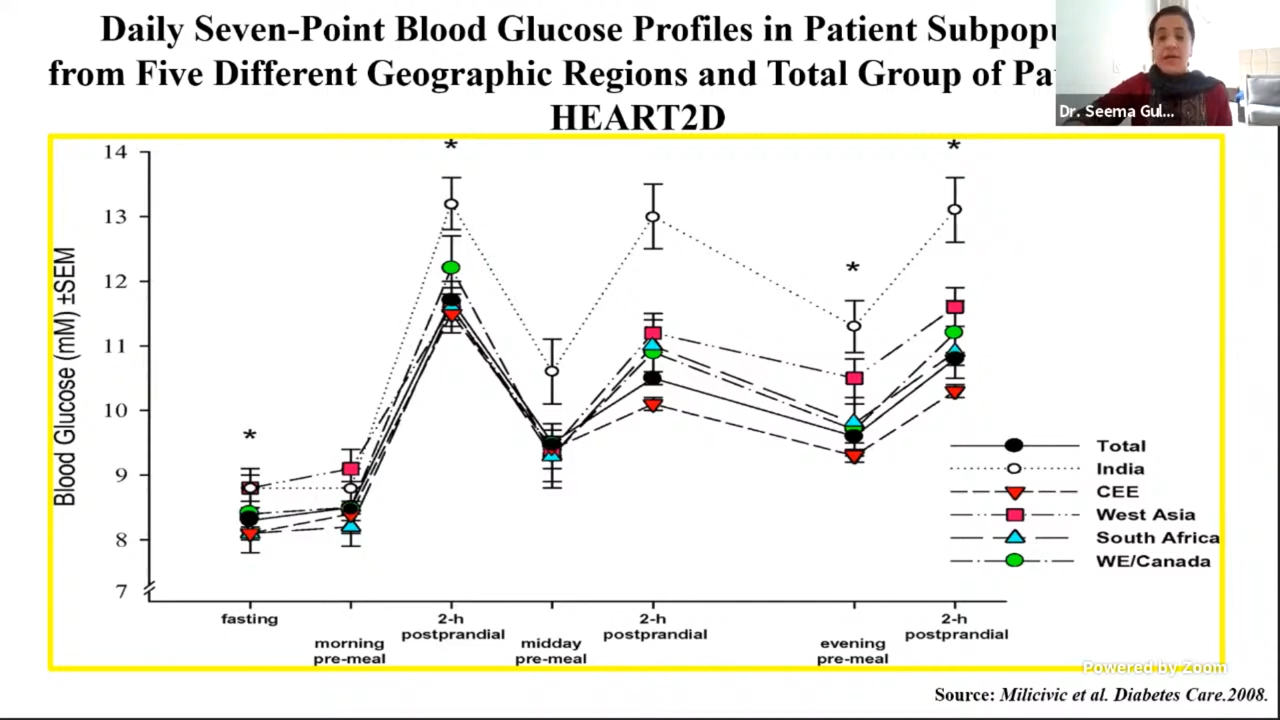 Daily Seven-Point Blood Glucose Profiles in Patient Subpopu
from Five Different Geographic Regions and Total Group of Pa
HEART2D
Dr. Seema Gul...
Blood Glucose (mM) ±SEM
14
13
12
11
10
9
8
7
*
*
*
*
fasting
morning
pre-meal
2-h
postprandial
midday
pre-meal
2-h
postprandial
evening
pre-meal
2-h
postprandial
Total
India
CEE
West Asia
South Africa
WE/Canada
Powered by Zoom
Source: Milicivic et al. Diabetes Care.2008.